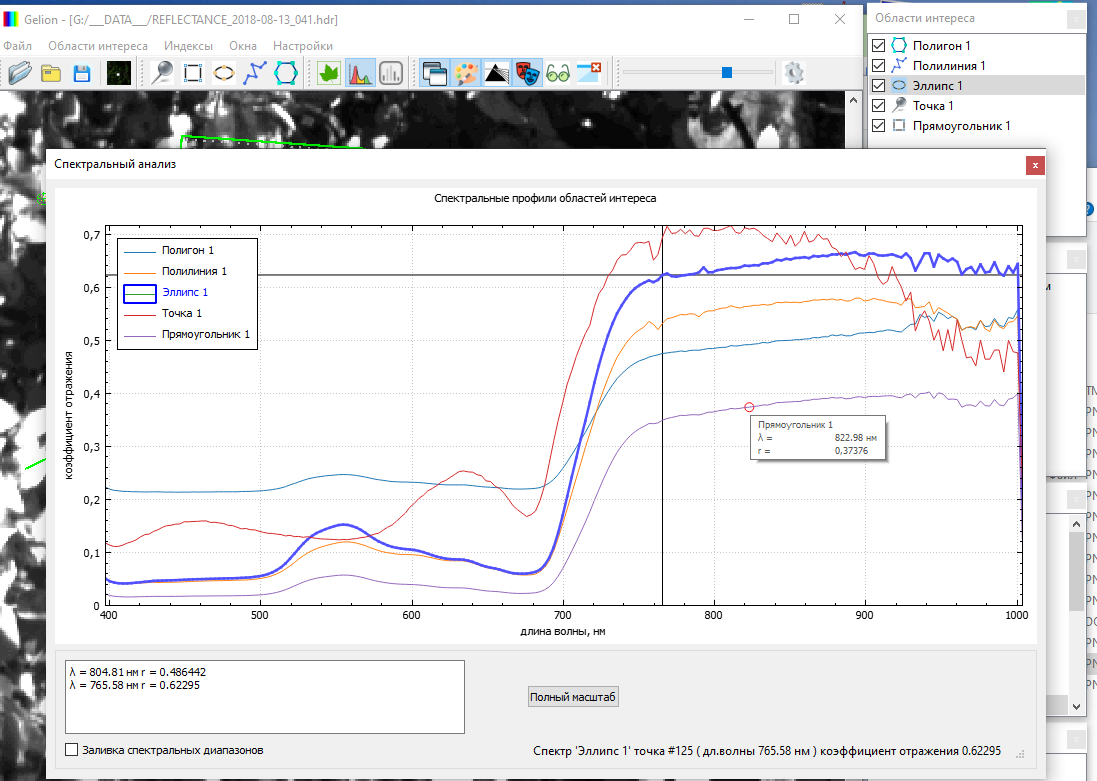 Gelion - [G:/__DATA__/REFLECTANCE_2018-08-13_041.hdr]
Файл Области интереса Индексы Окна Настройки
Области интереса
Полигон 1
Полилиния 1
Эллипс 1
Точка 1
Прямоугольник 1
Спектральный анализ
x
Спектральные профили областей интереса
коэффициент отражения
0,7
0,6
0,5
0,4
0,3
0,2
0,1
0
Полигон 1
Полилиния 1
Эллипс 1
Точка 1
Прямоугольник 1
Прямоугольник 1
λ = 822.98 нм
r = 0,37376
400 500 600 700 800 900 1000
длина волны, нм
λ = 804.81 нм r = 0.486442
λ = 765.58 нм r = 0.62295
Полный масштаб
Заливка спектральных диапазонов
Спектр 'Эллипс 1' точка #125 ( дл.волны 765.58 нм ) коэффициент отражения 0.62295